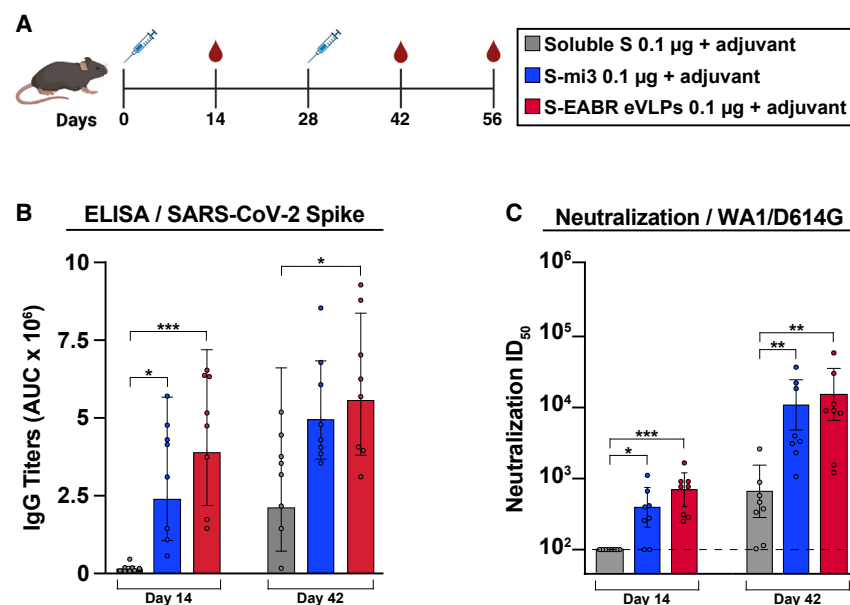 A
Days
0 14 28 42 56
Soluble S 0.1 µg + adjuvant
S-mi3 0.1 µg + adjuvant
S-EABR eVLPs 0.1 µg + adjuvant
B ELISA / SARS-CoV-2 Spike
IgG Titers (AUC x 10⁶)
10
7.5
5
2.5
0
*
***
*
Day 14
Day 42
C Neutralization / WA1/D614G
Neutralization ID₅₀
10⁶
10⁵
10⁴
10³
10²
*
***
**
**
Day 14
Day 42